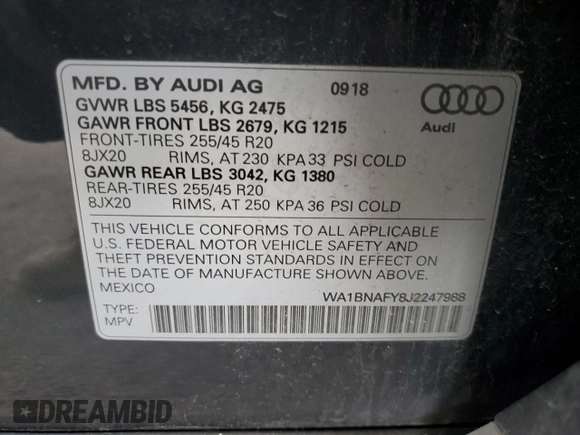 MFD. BY AUDI AG 0918
GVWR LBS 5456, KG 2475
GAWR FRONT LBS 2679, KG 1215
FRONT-TIRES 255/45 R20
8JX20 RIMS, AT 230 KPA 33 PSI COLD
GAWR REAR LBS 3042, KG 1380
REAR-TIRES 255/45 R20
8JX20 RIMS, AT 250 KPA 36 PSI COLD
Audi
THIS VEHICLE CONFORMS TO ALL APPLICABLE
U.S. FEDERAL MOTOR VEHICLE SAFETY AND
THEFT PREVENTION STANDARDS IN EFFECT ON
THE DATE OF MANUFACTURE SHOWN ABOVE.
MEXICO WA1BNAFY8J2247988
TYPE:
MPV
DREAMBID